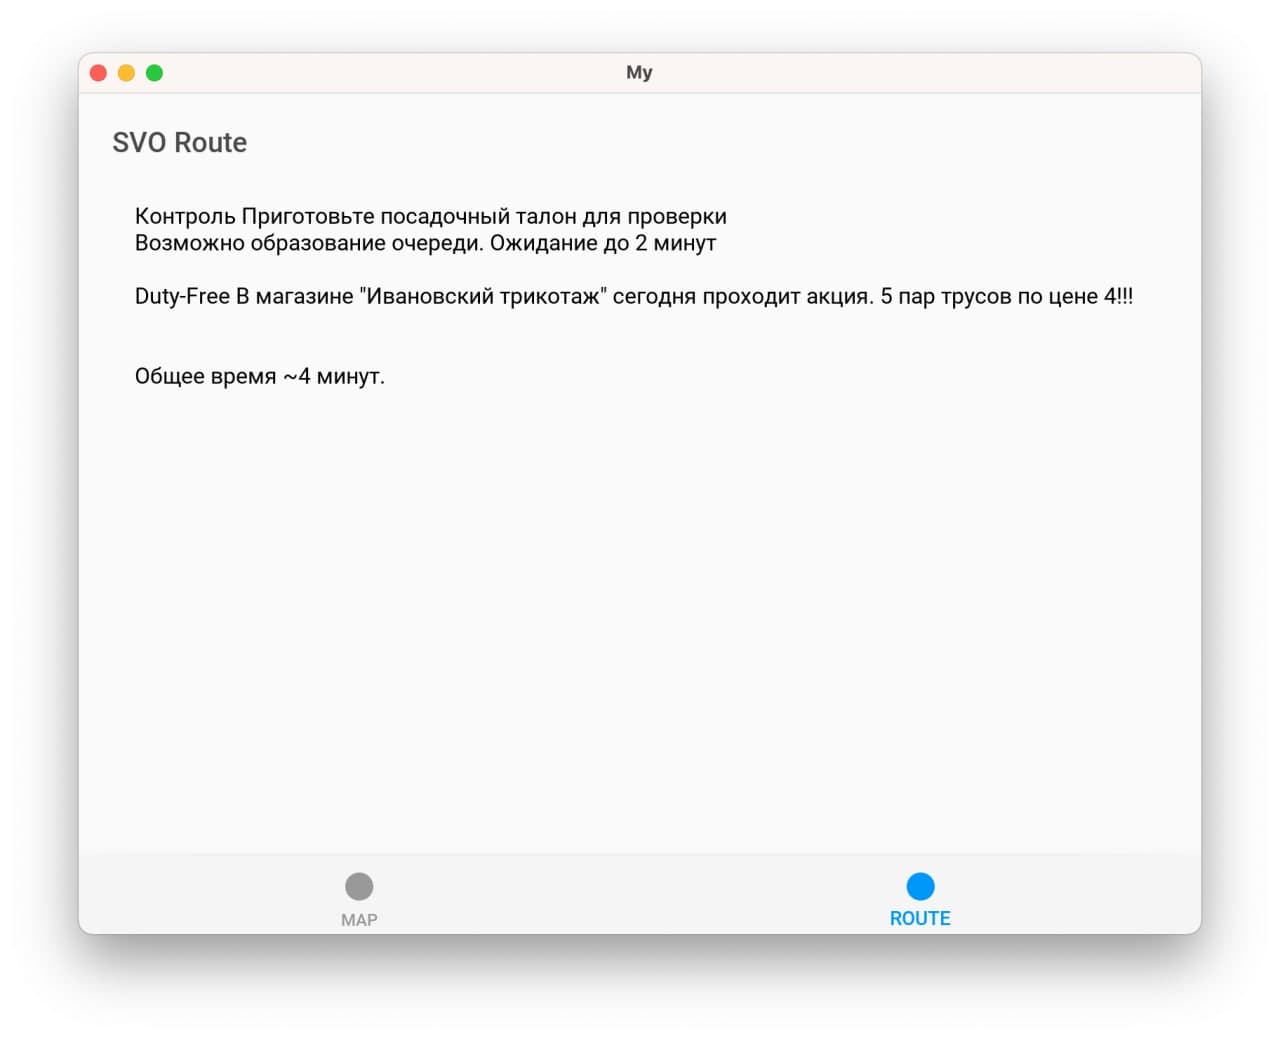 My
SVO Route
Контроль Приготовьте посадочный талон для проверки
Возможно образование очереди. Ожидание до 2 минут
Duty-Free В магазине "Ивановский трикотаж" сегодня проходит акция. 5 пар трусов по цене 4!!!
Общее время ~4 минут.
MAP
ROUTE